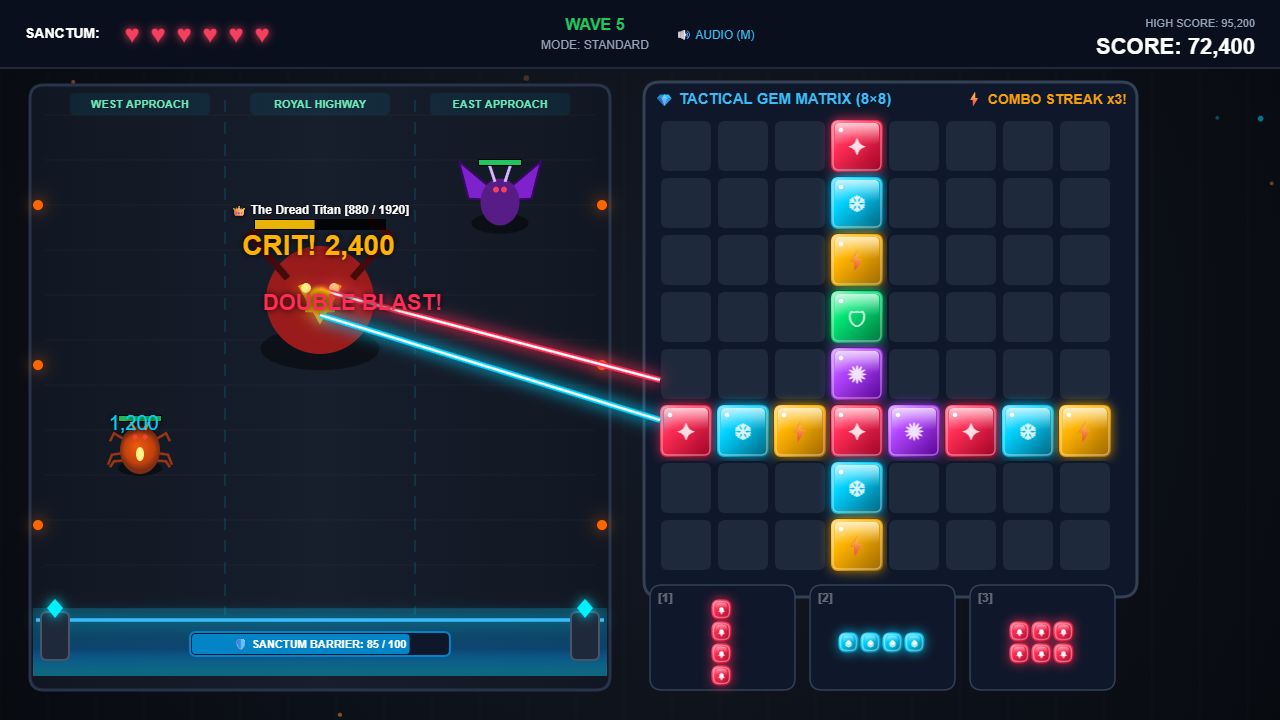 SANCTUM:
WAVE 5
MODE: STANDARD
AUDIO (M)
HIGH SCORE: 95,200
SCORE: 72,400
WEST APPROACH
ROYAL HIGHWAY
EAST APPROACH
The Dread Titan [880 / 1920]
CRIT! 2,400
DOUBLE BLAST!
1,200
SANCTUM BARRIER: 85 / 100
TACTICAL GEM MATRIX (8×8)
COMBO STREAK x3!
[1]
[2]
[3]